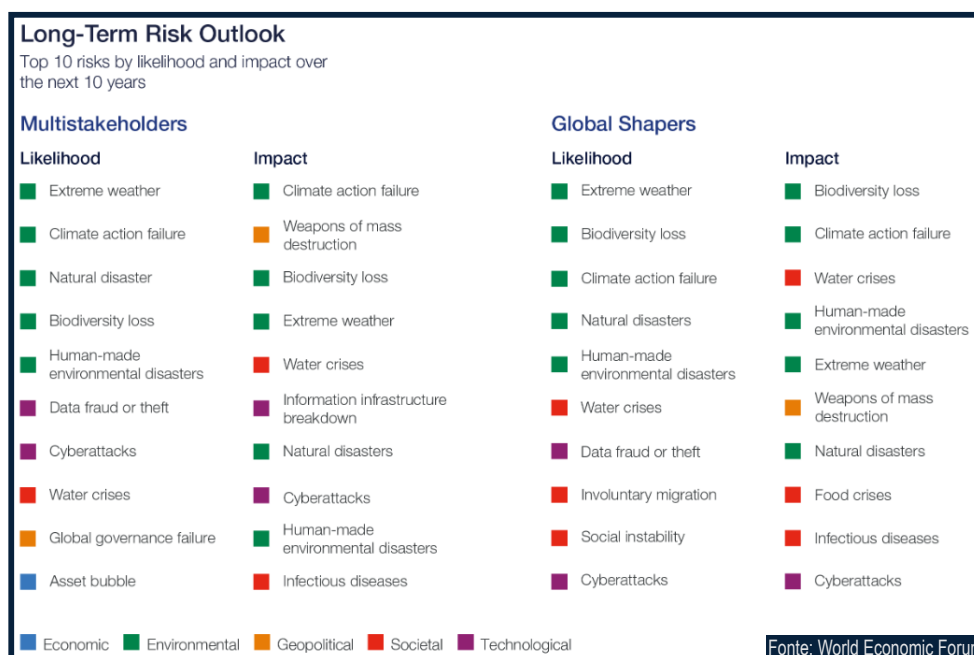 Long-Term Risk Outlook
Top 10 risks by likelihood and impact over
the next 10 years
Multistakeholders
Likelihood
Extreme weather
Climate action failure
Natural disaster
Biodiversity loss
Human-made
environmental disasters
Data fraud or theft
Cyberattacks
Water crises
Global governance failure
Asset bubble
Impact
Climate action failure
Weapons of mass
destruction
Biodiversity loss
Extreme weather
Water crises
Information infrastructure
breakdown
Natural disasters
Cyberattacks
Human-made
environmental disasters
Infectious diseases
Global Shapers
Likelihood
Extreme weather
Biodiversity loss
Climate action failure
Natural disasters
Human-made
environmental disasters
Water crises
Data fraud or theft
Involuntary migration
Social instability
Cyberattacks
Impact
Biodiversity loss
Climate action failure
Water crises
Human-made
environmental disasters
Extreme weather
Weapons of mass
destruction
Natural disasters
Food crises
Infectious diseases
Cyberattacks
Economic Environmental Geopolitical Societal Technological
Fonte: World Economic Forum